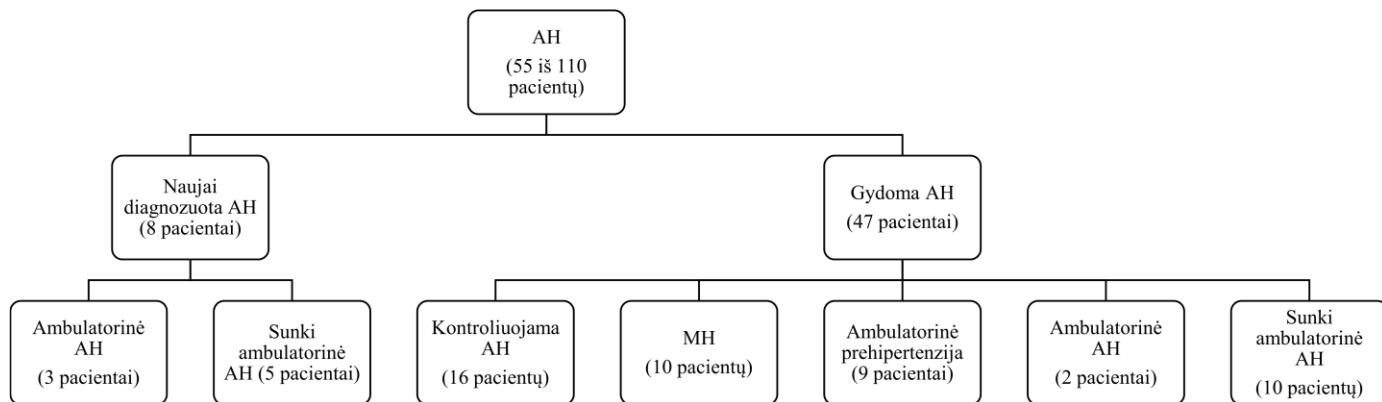 AH
(55 iš 110
pacientų)
Naujai
diagnozuota AH
(8 pacientai)
Gydoma AH
(47 pacientai)
Ambulatorinė
AH
(3 pacientai)
Sunki
ambulatorinė
AH (5 pacientai)
Kontroliuojama
AH
(16 pacientų)
MH
(10 pacientų)
Ambulatorinė
prehipertenzija
(9 pacientai)
Ambulatorinė
AH
(2 pacientai)
Sunki
ambulatorinė
AH
(10 pacientų)